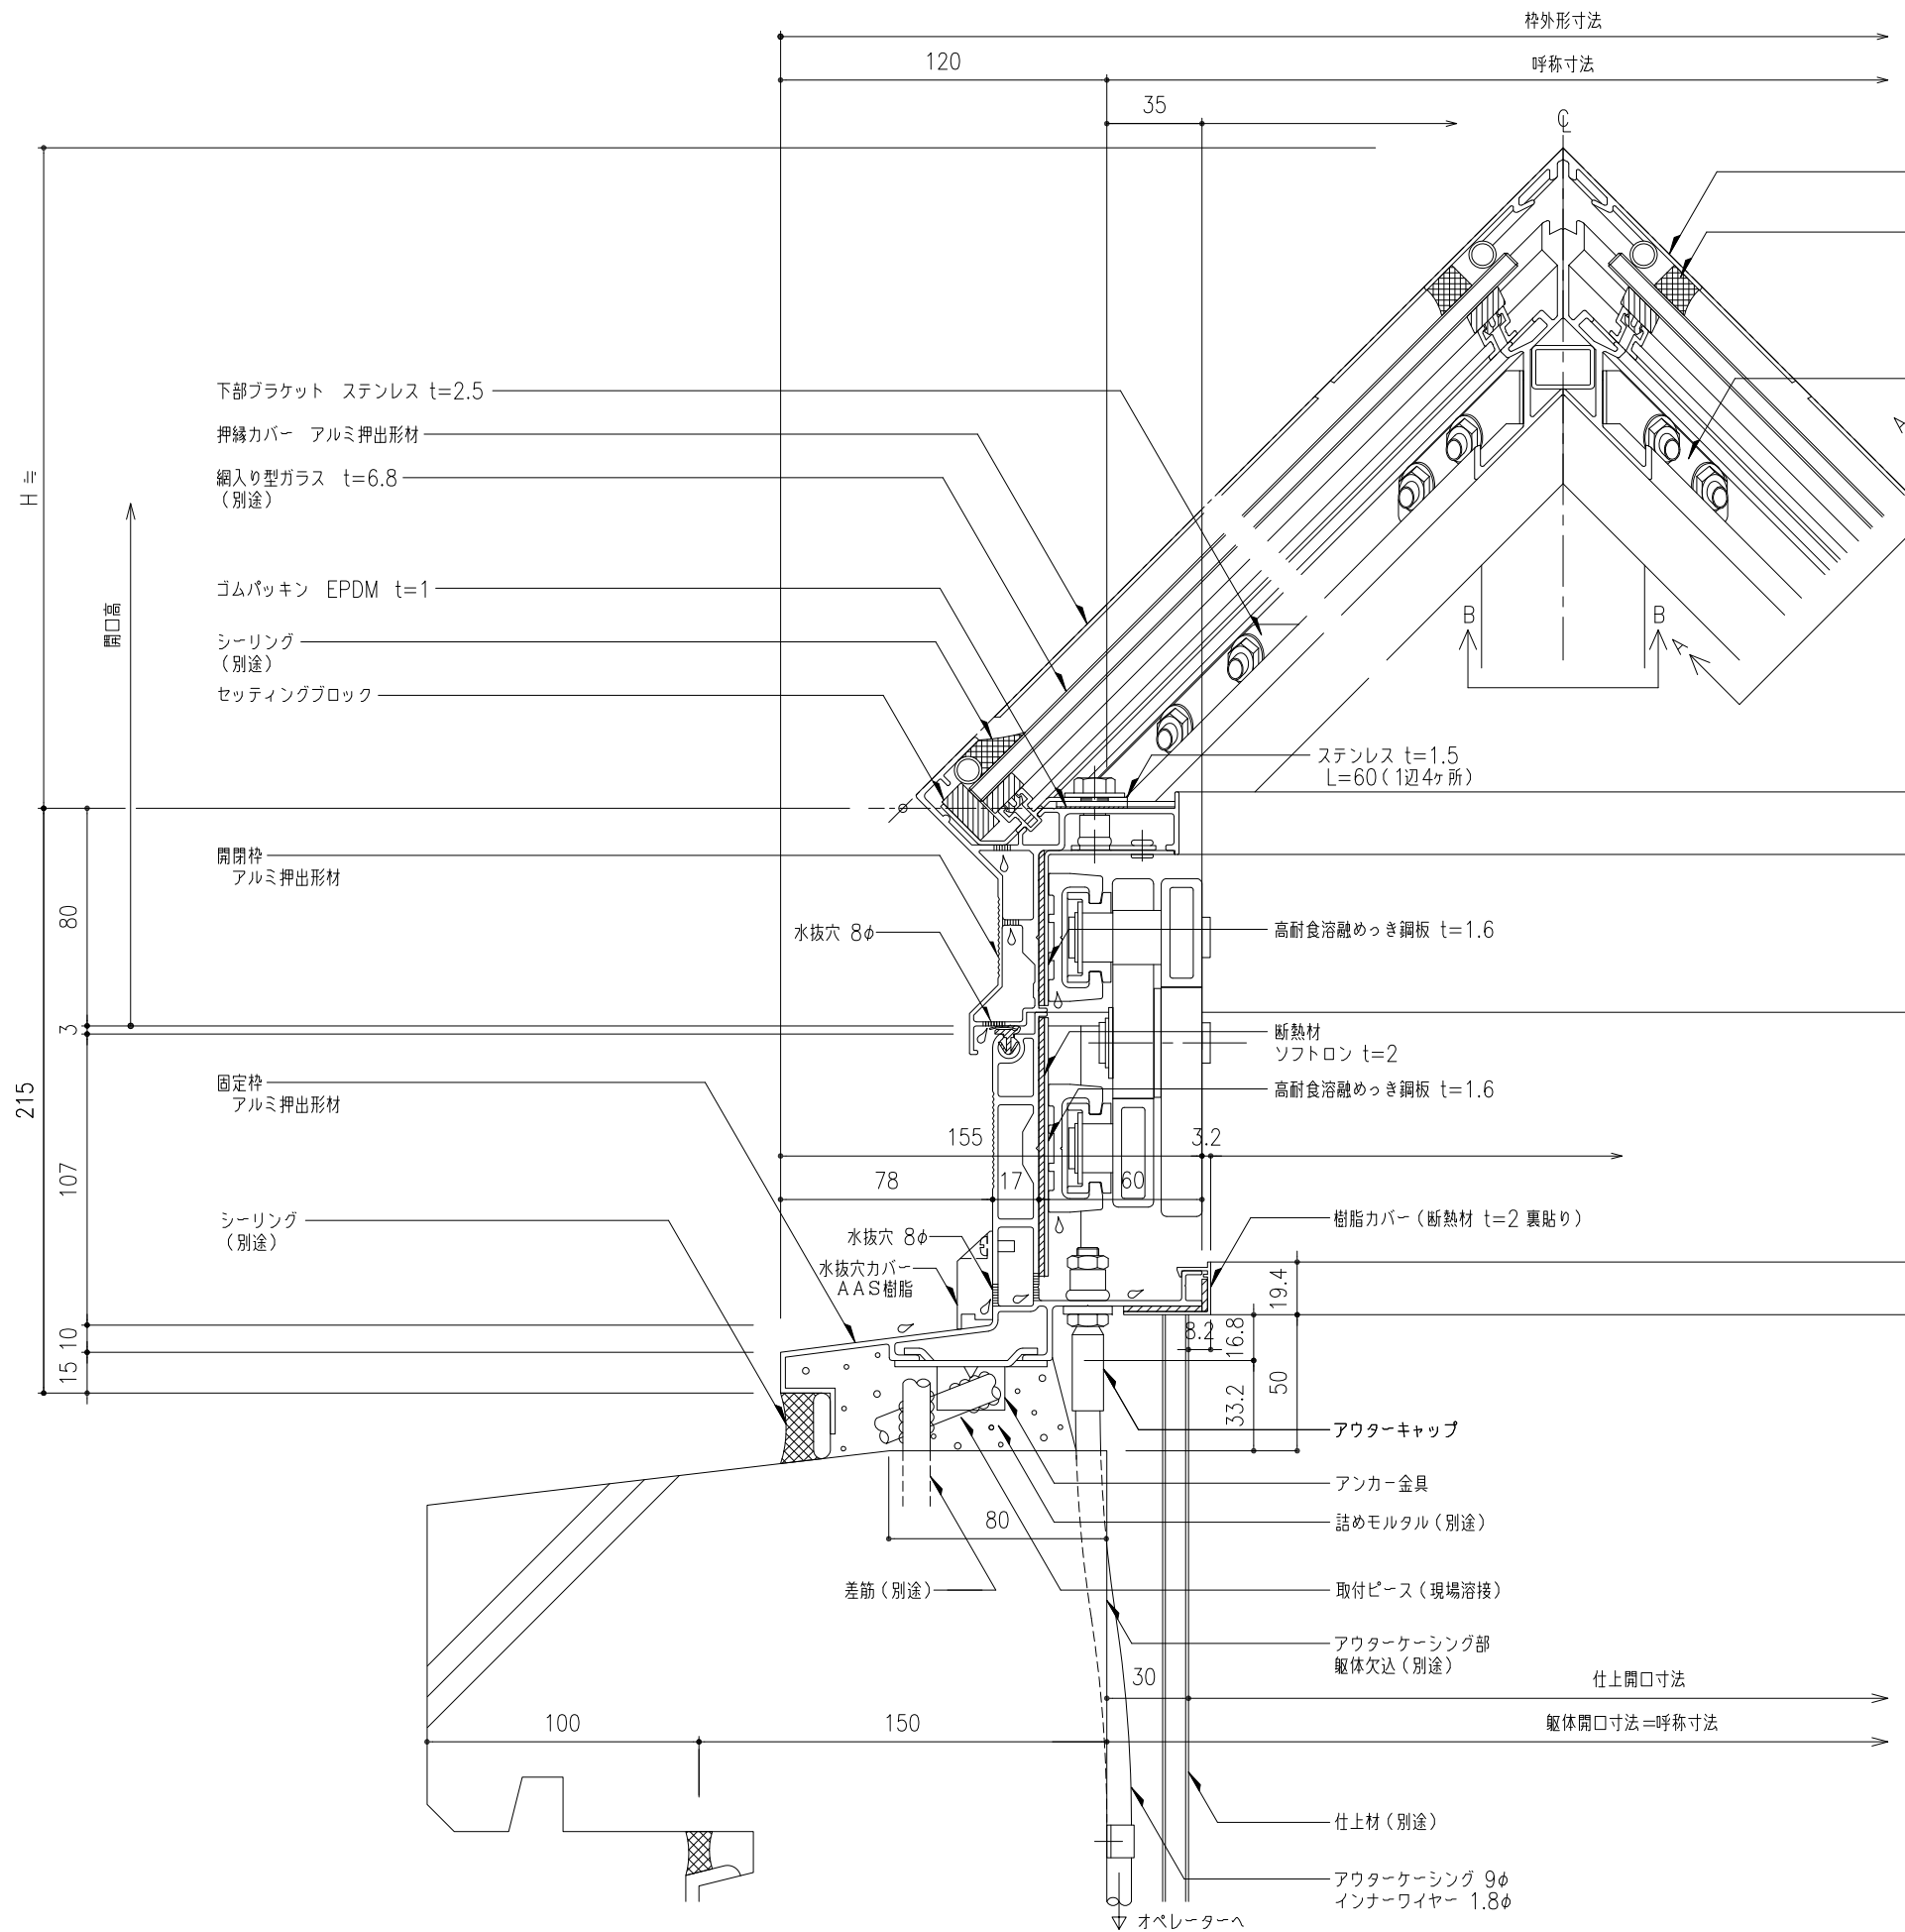 枠外形寸法
120
呼称寸法
35
℄
H ≒
開口高
下部ブラケット　ステンレス t=2.5
押縁カバー　アルミ押出形材
網入り型ガラス　t=6.8
（別途）
ゴムパッキン　EPDM　t=1
シーリング
（別途）
セッティングブロック
A
B
B
A
ステンレス t=1.5
L=60（1辺4ヶ所）
開閉枠
アルミ押出形材
80
水抜穴 8φ
高耐食溶融めっき鋼板 t=1.6
3
断熱材
ソフトロン t=2
215
固定枠
アルミ押出形材
高耐食溶融めっき鋼板 t=1.6
155
3.2
107
78
17
60
シーリング
（別途）
水抜穴 8φ
樹脂カバー（断熱材 t=2 裏貼り）
水抜穴カバー
AAS樹脂
19.4
10
8.2
16.8
15
50
33.2
アウターキャップ
アンカー金具
80
詰めモルタル（別途）
差筋（別途）
取付ピース（現場溶接）
アウターケーシング部
躯体欠込（別途）
30
仕上開口寸法
100
150
躯体開口寸法=呼称寸法
仕上材（別途）
アウターケーシング 9φ
インナーワイヤー 1.8φ
オペレーターへ